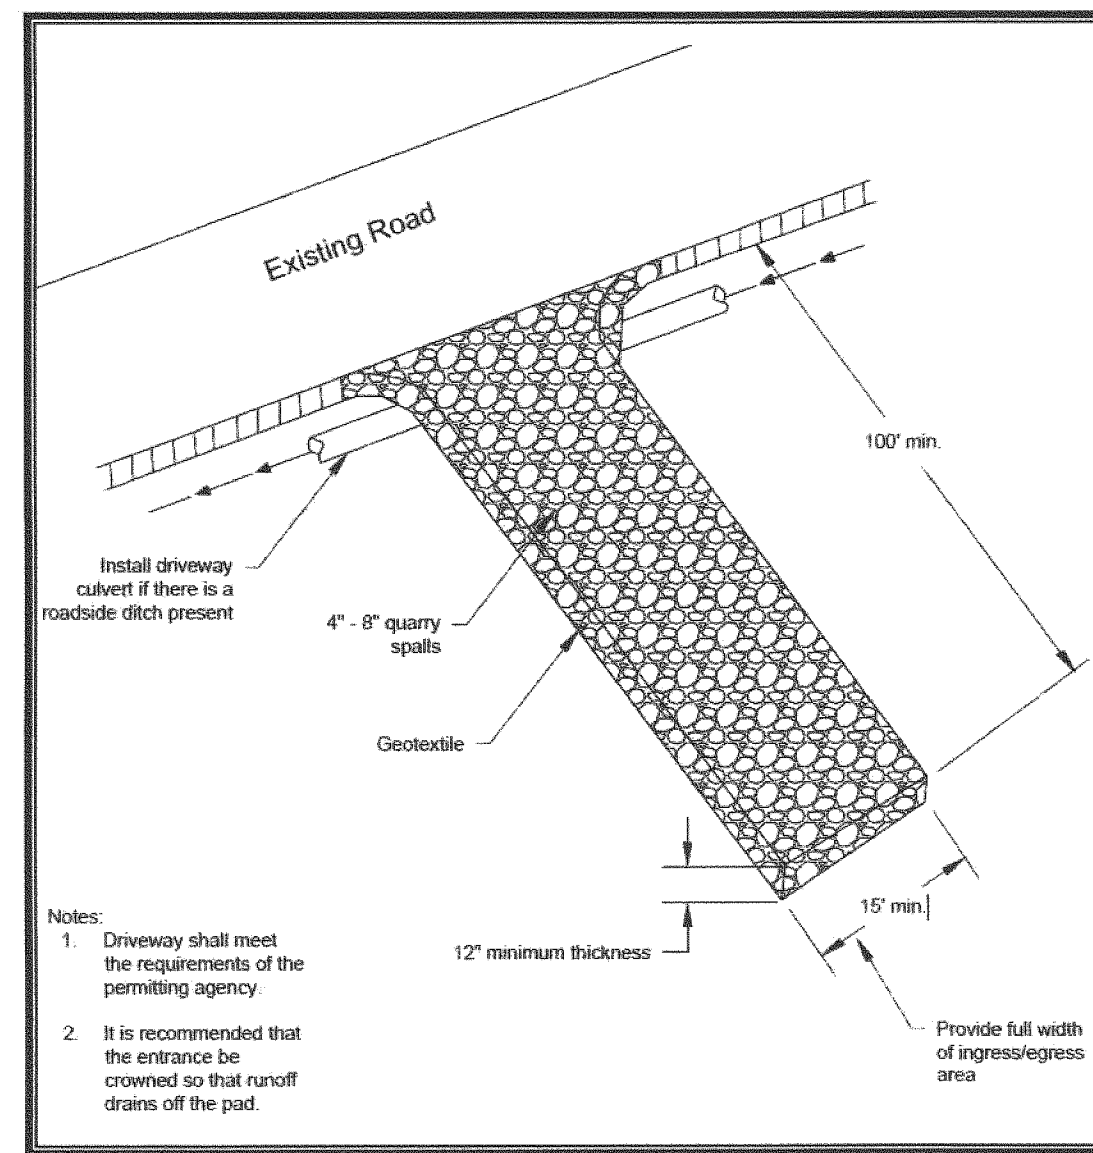 Existing Road
100' min.
Install driveway
culvert if there is a
roadside ditch present
4" - 8" quarry
spalls
Geotextile
15' min.
12" minimum thickness
Notes:
1. Driveway shall meet
the requirements of the
permitting agency.
2. It is recommended that
the entrance be
crowned so that runoff
drains off the pad.
Provide full width
of ingress/egress
area